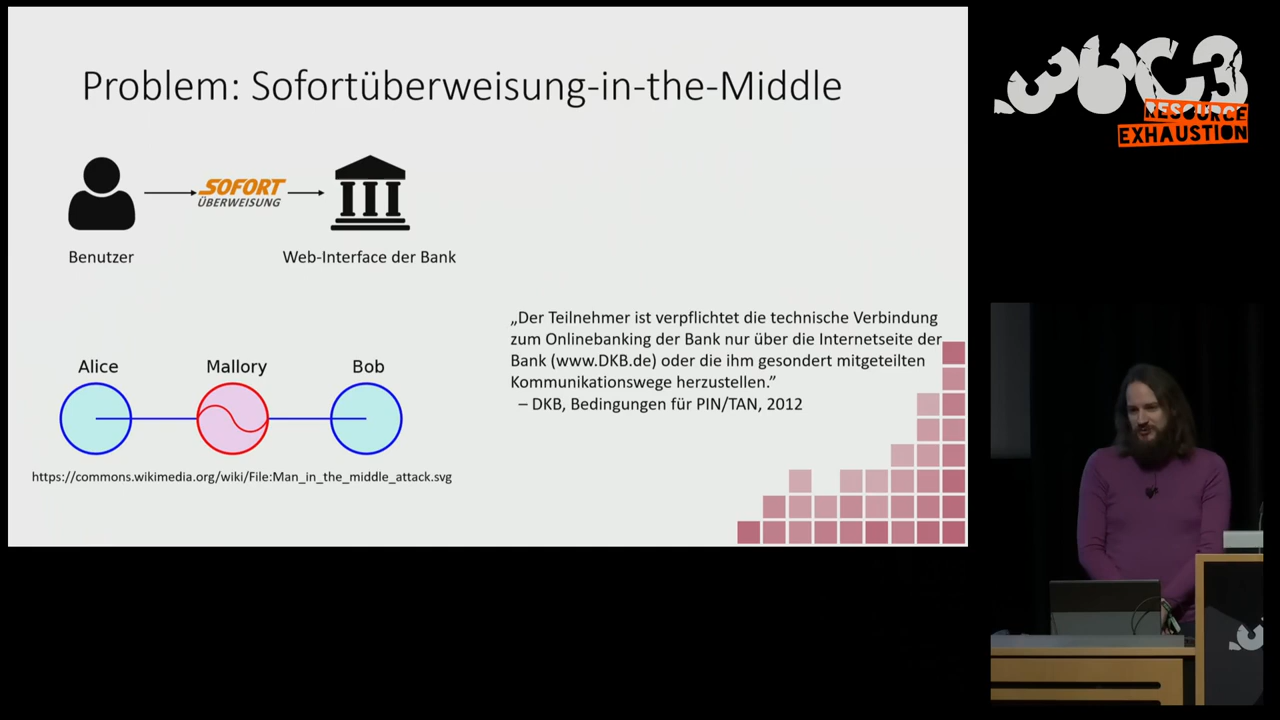 Problem: Sofortüberweisung-in-the-Middle
SOFORT
ÜBERWEISUNG
Benutzer
Web-Interface der Bank
„Der Teilnehmer ist verpflichtet die technische Verbindung
zum Onlinebanking der Bank nur über die Internetseite der
Bank (www.DKB.de) oder die ihm gesondert mitgeteilten
Kommunikationswege herzustellen.”
– DKB, Bedingungen für PIN/TAN, 2012
Alice
Mallory
Bob
https://commons.wikimedia.org/wiki/File:Man_in_the_middle_attack.svg
36C3
RESOURCE
EXHAUSTION